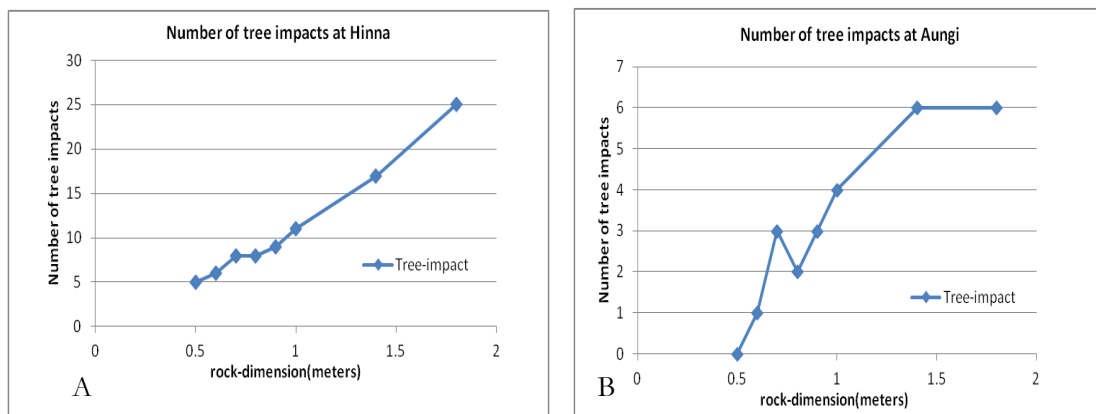 Number of tree impacts at Hinna
30
25
20
15
10
5
0
Number of tree impacts
Tree-impact
0 0.5 1 1.5 2
rock-dimension(meters)
A
Number of tree impacts at Aungi
7
6
5
4
3
2
1
0
Number of tree impacts
Tree-impact
0 0.5 1 1.5 2
rock-dimension(meters)
B